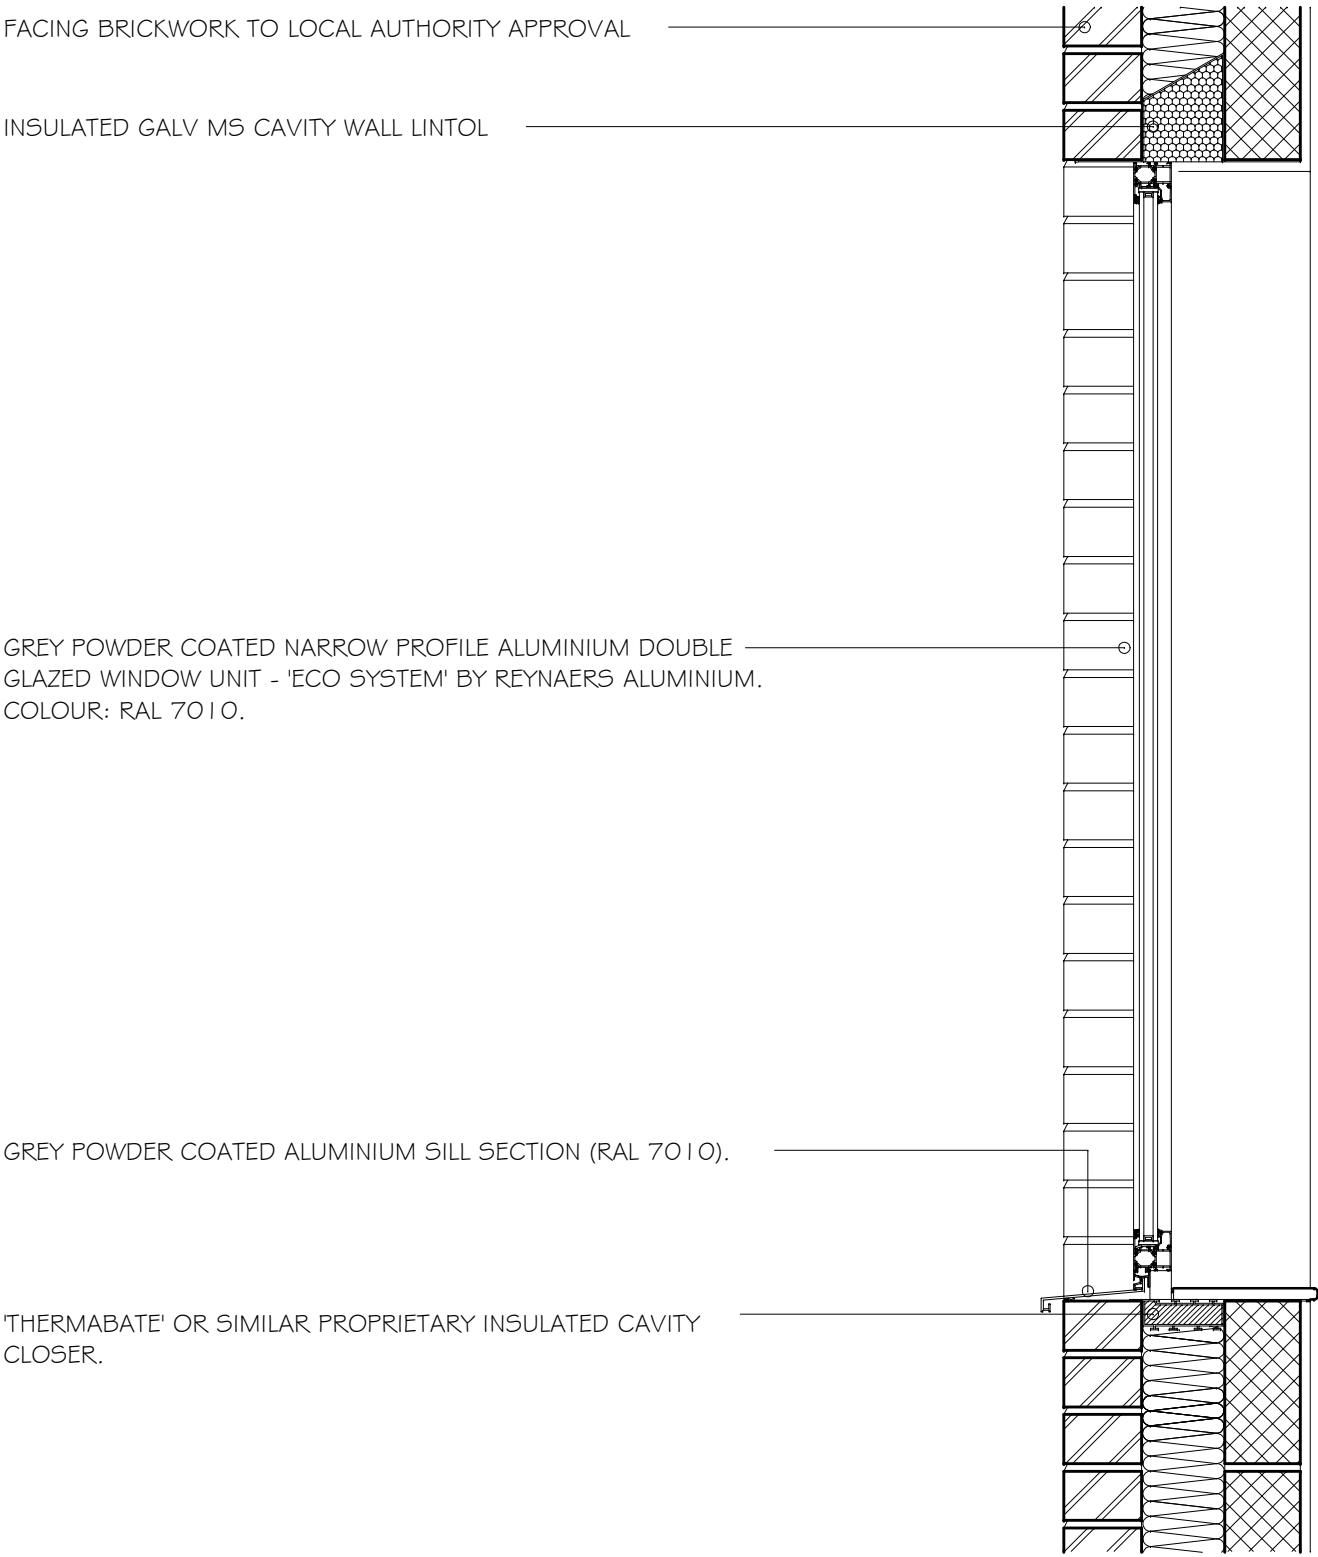 FACING BRICKWORK TO LOCAL AUTHORITY APPROVAL
INSULATED GALV MS CAVITY WALL LINTOL
GREY POWDER COATED NARROW PROFILE ALUMINIUM DOUBLE
GLAZED WINDOW UNIT - 'ECO SYSTEM' BY REYNAERS ALUMINIUM.
COLOUR: RAL 7010.
GREY POWDER COATED ALUMINIUM SILL SECTION (RAL 7010).
'THERMABATE' OR SIMILAR PROPRIETARY INSULATED CAVITY
CLOSER.